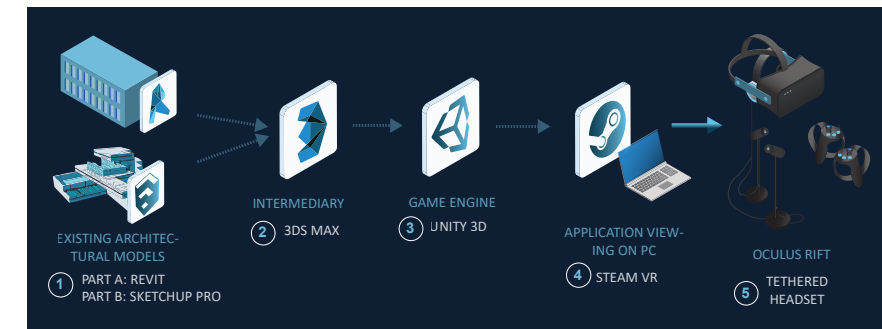 EXISTING ARCHITEC-
TURAL MODELS
1
PART A: REVIT
PART B: SKETCHUP PRO
INTERMEDIARY
2 3DS MAX
GAME ENGINE
3 UNITY 3D
APPLICATION VIEW-
ING ON PC
4 STEAM VR
OCULUS RIFT
5
TETHERED
HEADSET